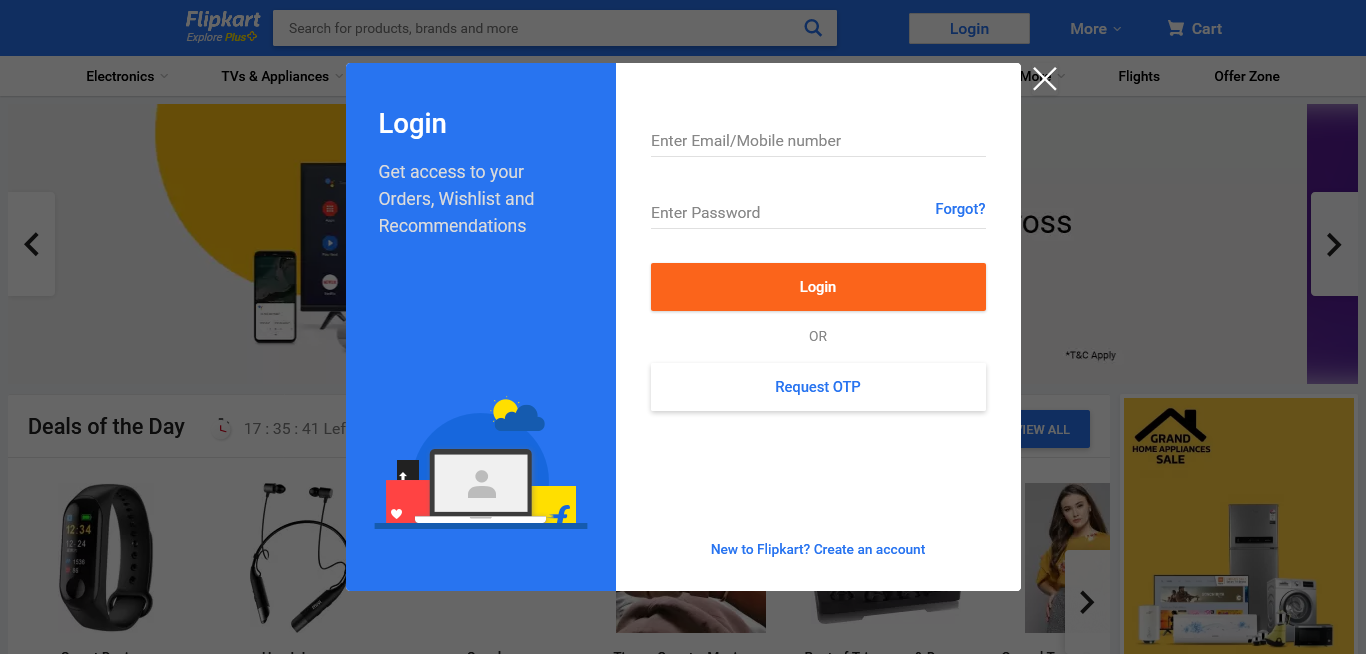 Flipkart
Explore Plus
Search for products, brands and more
Login
More
Cart
Electronics
TVs & Appliances
More
Flights
Offer Zone
Login
Get access to your
Orders, Wishlist and
Recommendations
Enter Email/Mobile number
Enter Password
Forgot?
Login
OR
Request OTP
New to Flipkart? Create an account
oss
*T&C Apply
Deals of the Day
17 : 35 : 41 Lef
VIEW ALL
GRAND
HOME APPLIANCES
SALE
12:34
12-24